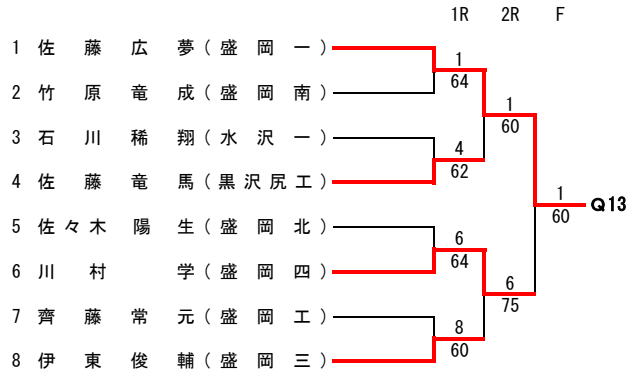 1R 2R F
1 佐藤広夢(盛岡一)
2 竹原竜成(盛岡南)
3 石川稀翔(水沢一)
4 佐藤竜馬(黒沢尻工)
5 佐々木陽生(盛岡北)
6 川村学(盛岡四)
7 齊藤常元(盛岡工)
8 伊東俊輔(盛岡三)
1
64
4
62
6
64
8
60
1
60
6
75
1
60
Q13